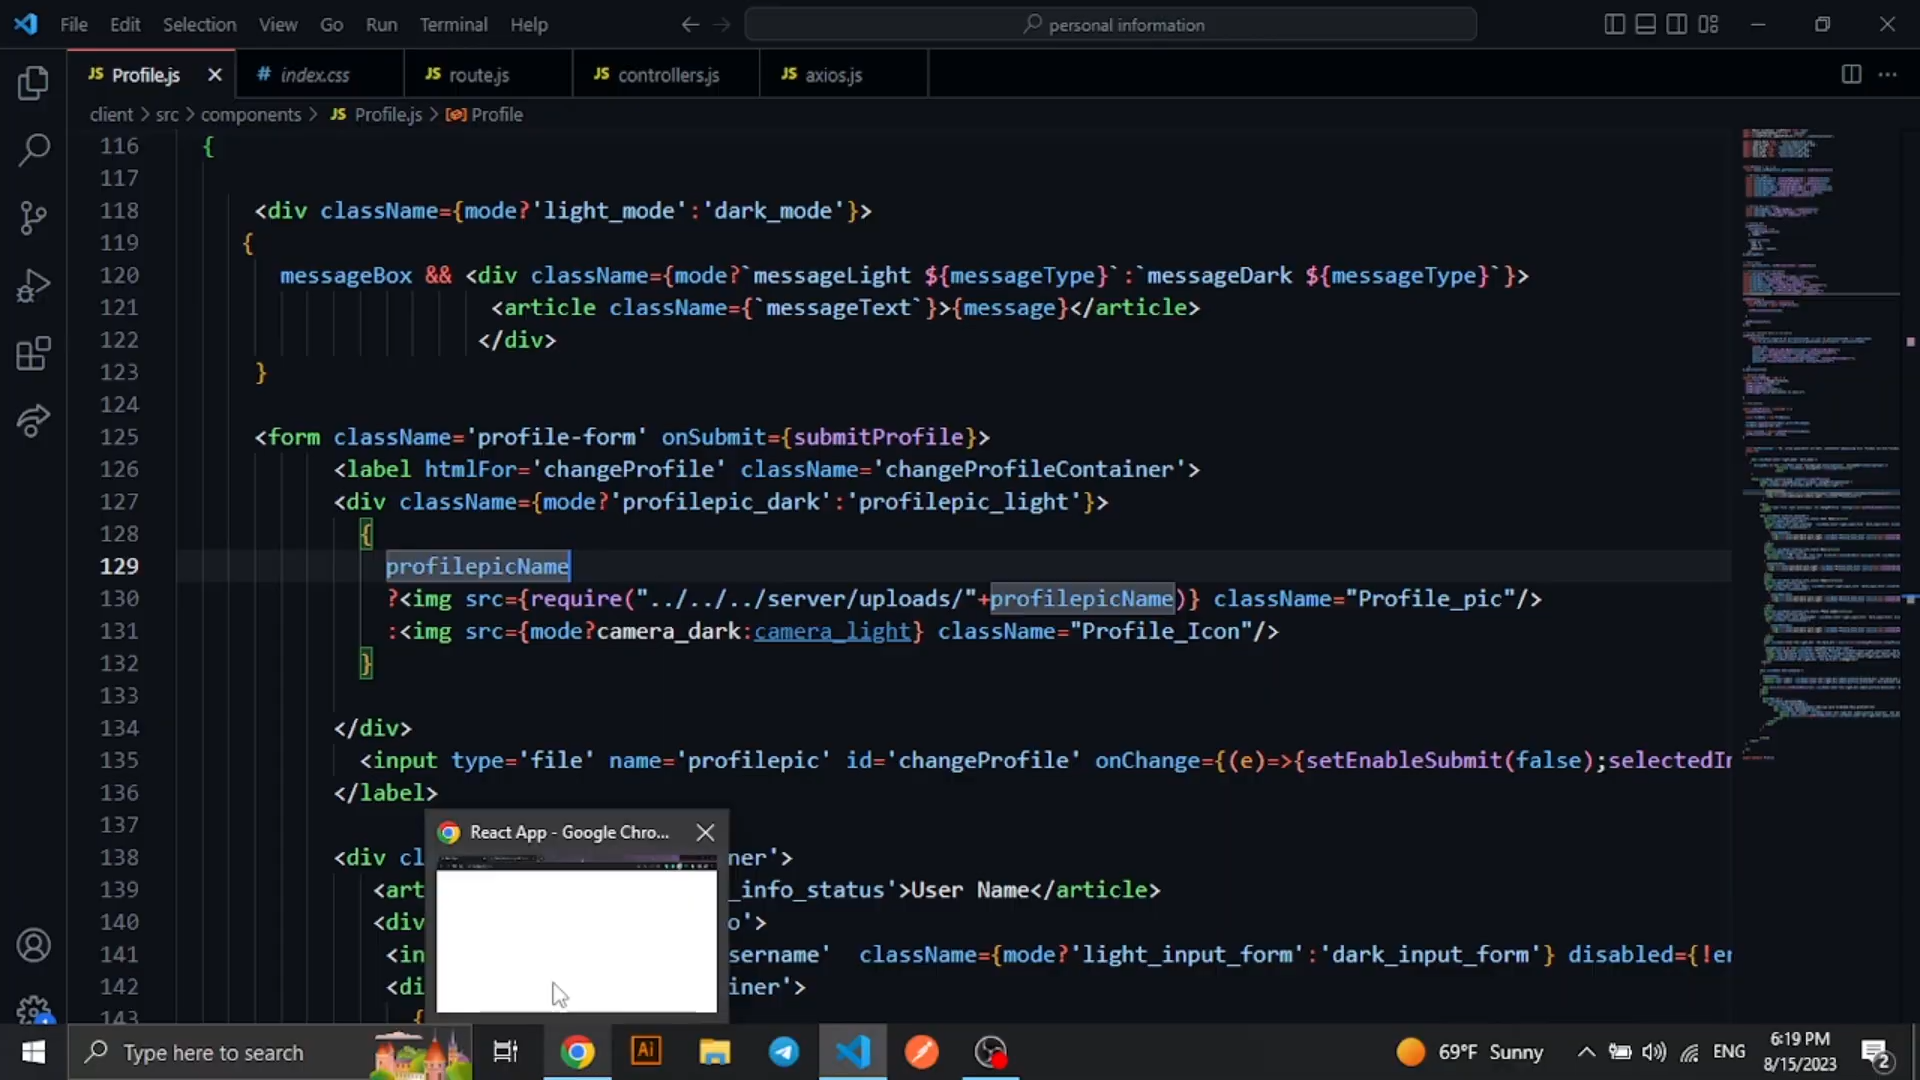 File Edit Selection View Go Run Terminal Help personal information
JS Profile.js # index.css JS route.js JS controllers.js JS axios.js
client > src > components > JS Profile.js > Profile
116 {
117
118 <div className={mode?'light_mode':'dark_mode'}>
119 {
120 messageBox && <div className={mode?`messageLight ${messageType}`:`messageDark ${messageType}`}>
121 <article className={`messageText`}>{message}</article>
122 </div>
123 }
124
125 <form className='profile-form' onSubmit={submitProfile}>
126 <label htmlFor='changeProfile' className='changeProfileContainer'>
127 <div className={mode?'profilepic_dark':'profilepic_light'}>
128 {
129 profilepicName
130 ?<img src={require("../../../server/uploads/"+profilepicName)} className="Profile_pic"/>
131 :<img src={mode?camera_dark:camera_light} className="Profile_Icon"/>
132 }
133
134 </div>
135 <input type='file' name='profilepic' id='changeProfile' onChange={(e)=>{setEnableSubmit(false);selectedIm
136 </label>
137
React App - Google Chro...
138 <div cl ner'>
139 <art _info_status'>User Name</article>
140 <div o'>
141 <in sername' className={mode?'light_input_form':'dark_input_form'} disabled={!en
142 <di iner'>
143 {
Type here to search Ai 69°F Sunny ENG 6:19 PM
8/15/2023 2